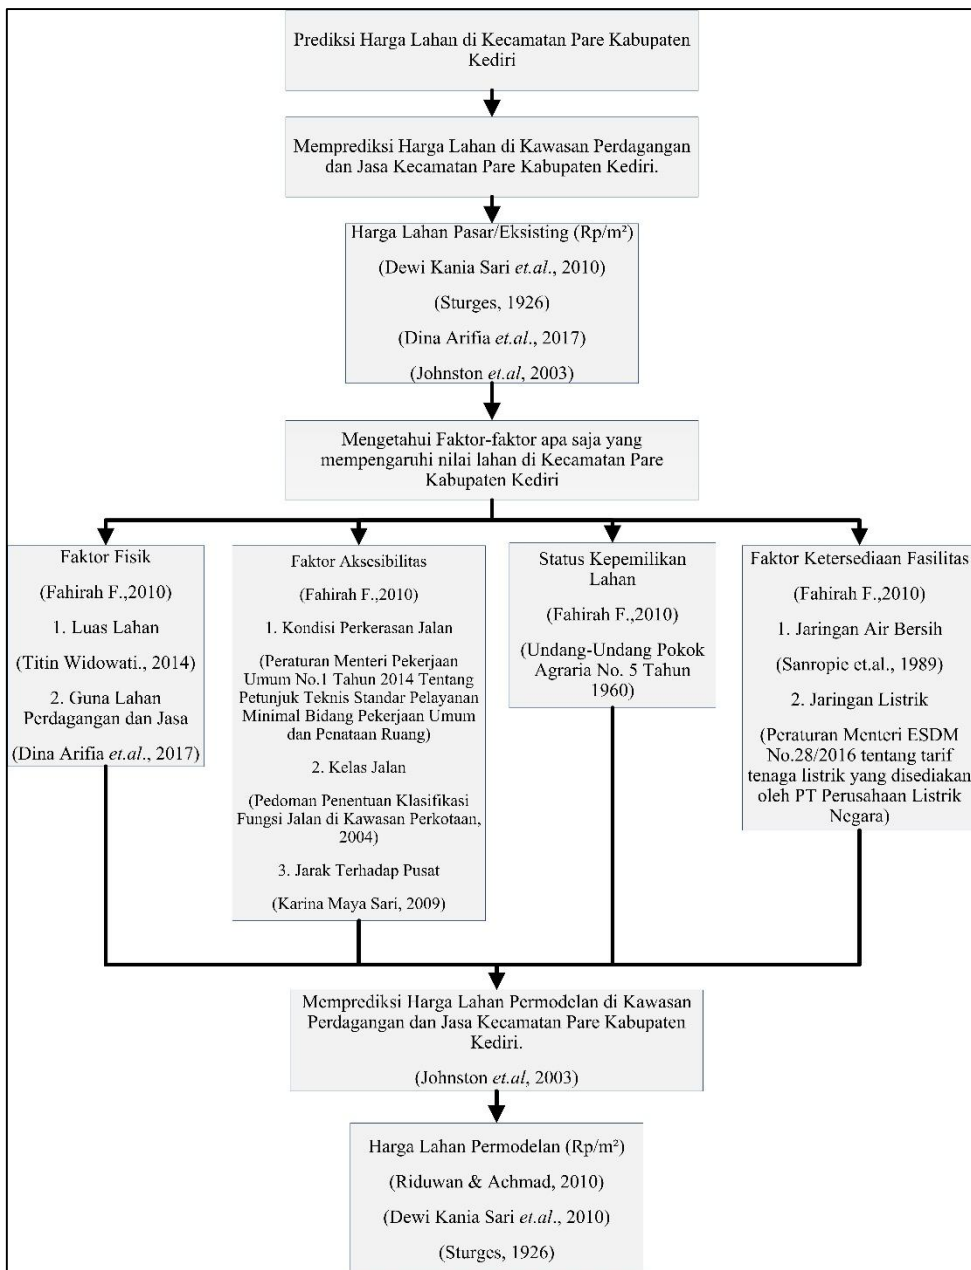 Prediksi Harga Lahan di Kecamatan Pare Kabupaten
Kediri
Memprediksi Harga Lahan di Kawasan Perdagangan
dan Jasa Kecamatan Pare Kabupaten Kediri.
Harga Lahan Pasar/Eksisting (Rp/m²)
(Dewi Kania Sari et.al., 2010)
(Sturges, 1926)
(Dina Arifia et.al., 2017)
(Johnston et.al, 2003)
Mengetahui Faktor-faktor apa saja yang
mempengaruhi nilai lahan di Kecamatan Pare
Kabupaten Kediri
Faktor Fisik
(Fahirah F.,2010)
1. Luas Lahan
(Titin Widowati., 2014)
2. Guna Lahan
Perdagangan dan Jasa
(Dina Arifia et.al., 2017)
Faktor Aksesibilitas
(Fahirah F.,2010)
1. Kondisi Perkerasan Jalan
(Peraturan Menteri Pekerjaan
Umum No.1 Tahun 2014 Tentang
Petunjuk Teknis Standar Pelayanan
Minimal Bidang Pekerjaan Umum
dan Penataan Ruang)
2. Kelas Jalan
(Pedoman Penentuan Klasifikasi
Fungsi Jalan di Kawasan Perkotaan,
2004)
3. Jarak Terhadap Pusat
(Karina Maya Sari, 2009)
Status Kepemilikan
Lahan
(Fahirah F.,2010)
(Undang-Undang Pokok
Agraria No. 5 Tahun
1960)
Faktor Ketersediaan Fasilitas
(Fahirah F.,2010)
1. Jaringan Air Bersih
(Sanropie et.al., 1989)
2. Jaringan Listrik
(Peraturan Menteri ESDM
No.28/2016 tentang tarif
tenaga listrik yang disediakan
oleh PT Perusahaan Listrik
Negara)
Memprediksi Harga Lahan Permodelan di Kawasan
Perdagangan dan Jasa Kecamatan Pare Kabupaten
Kediri.
(Johnston et.al, 2003)
Harga Lahan Permodelan (Rp/m²)
(Riduwan & Achmad, 2010)
(Dewi Kania Sari et.al., 2010)
(Sturges, 1926)